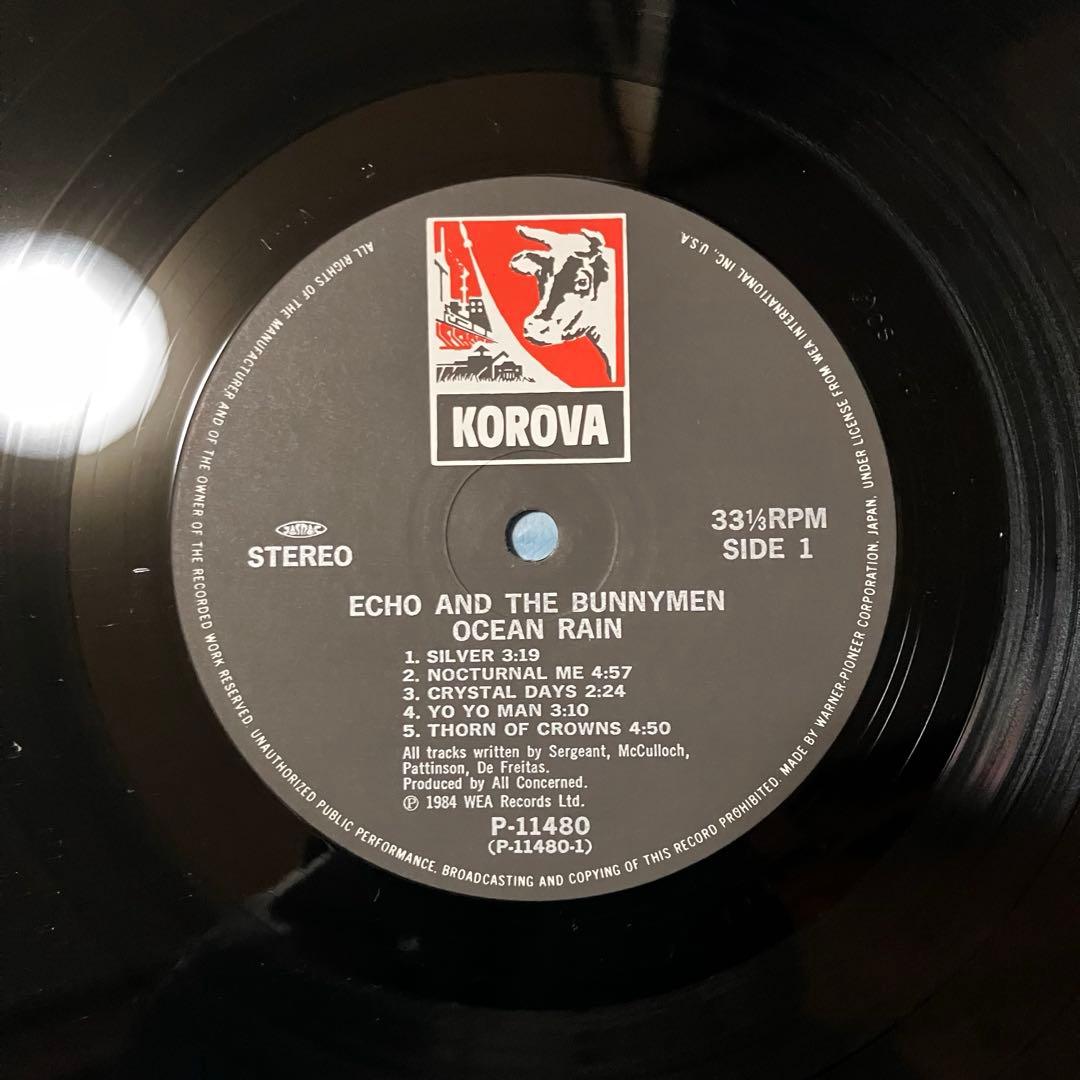 KOROVA
JASRAC
STEREO
33⅓RPM
SIDE 1
ECHO AND THE BUNNYMEN
OCEAN RAIN
1. SILVER 3:19
2. NOCTURNAL ME 4:57
3. CRYSTAL DAYS 2:24
4. YO YO MAN 3:10
5. THORN OF CROWNS 4:50
All tracks written by Sergeant, McCulloch,
Pattinson, De Freitas.
Produced by All Concerned.
Ⓟ 1984 WEA Records Ltd.
P-11480
(P-11480-1)
ALL RIGHTS OF THE MANUFACTURER AND OF THE OWNER OF THE RECORDED WORK RESERVED. UNAUTHORIZED PUBLIC PERFORMANCE, BROADCASTING AND COPYING OF THIS RECORD PROHIBITED. MADE BY WARNER-PIONEER CORPORATION, JAPAN, UNDER LICENSE FROM WEA INTERNATIONAL INC., U.S.A.